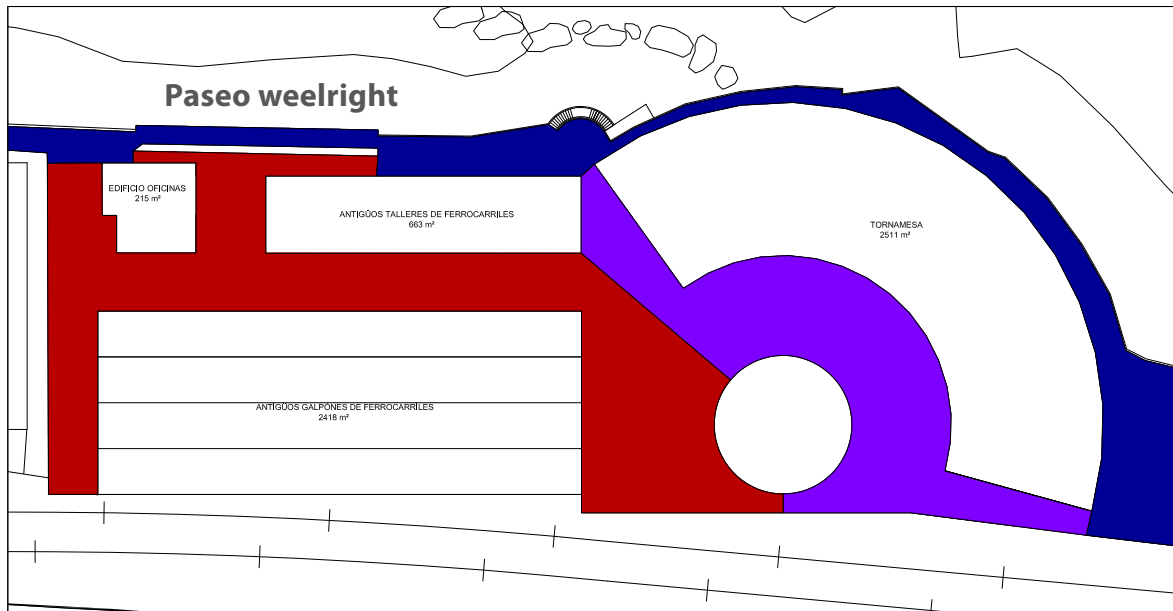 Paseo weelright
EDIFICIO OFICINAS
215 m²
ANTIGÜOS TALLERES DE FERROCARRILES
663 m²
TORNAMESA
2511 m²
ANTIGÜOS GALPONES DE FERROCARRILES
2418 m²